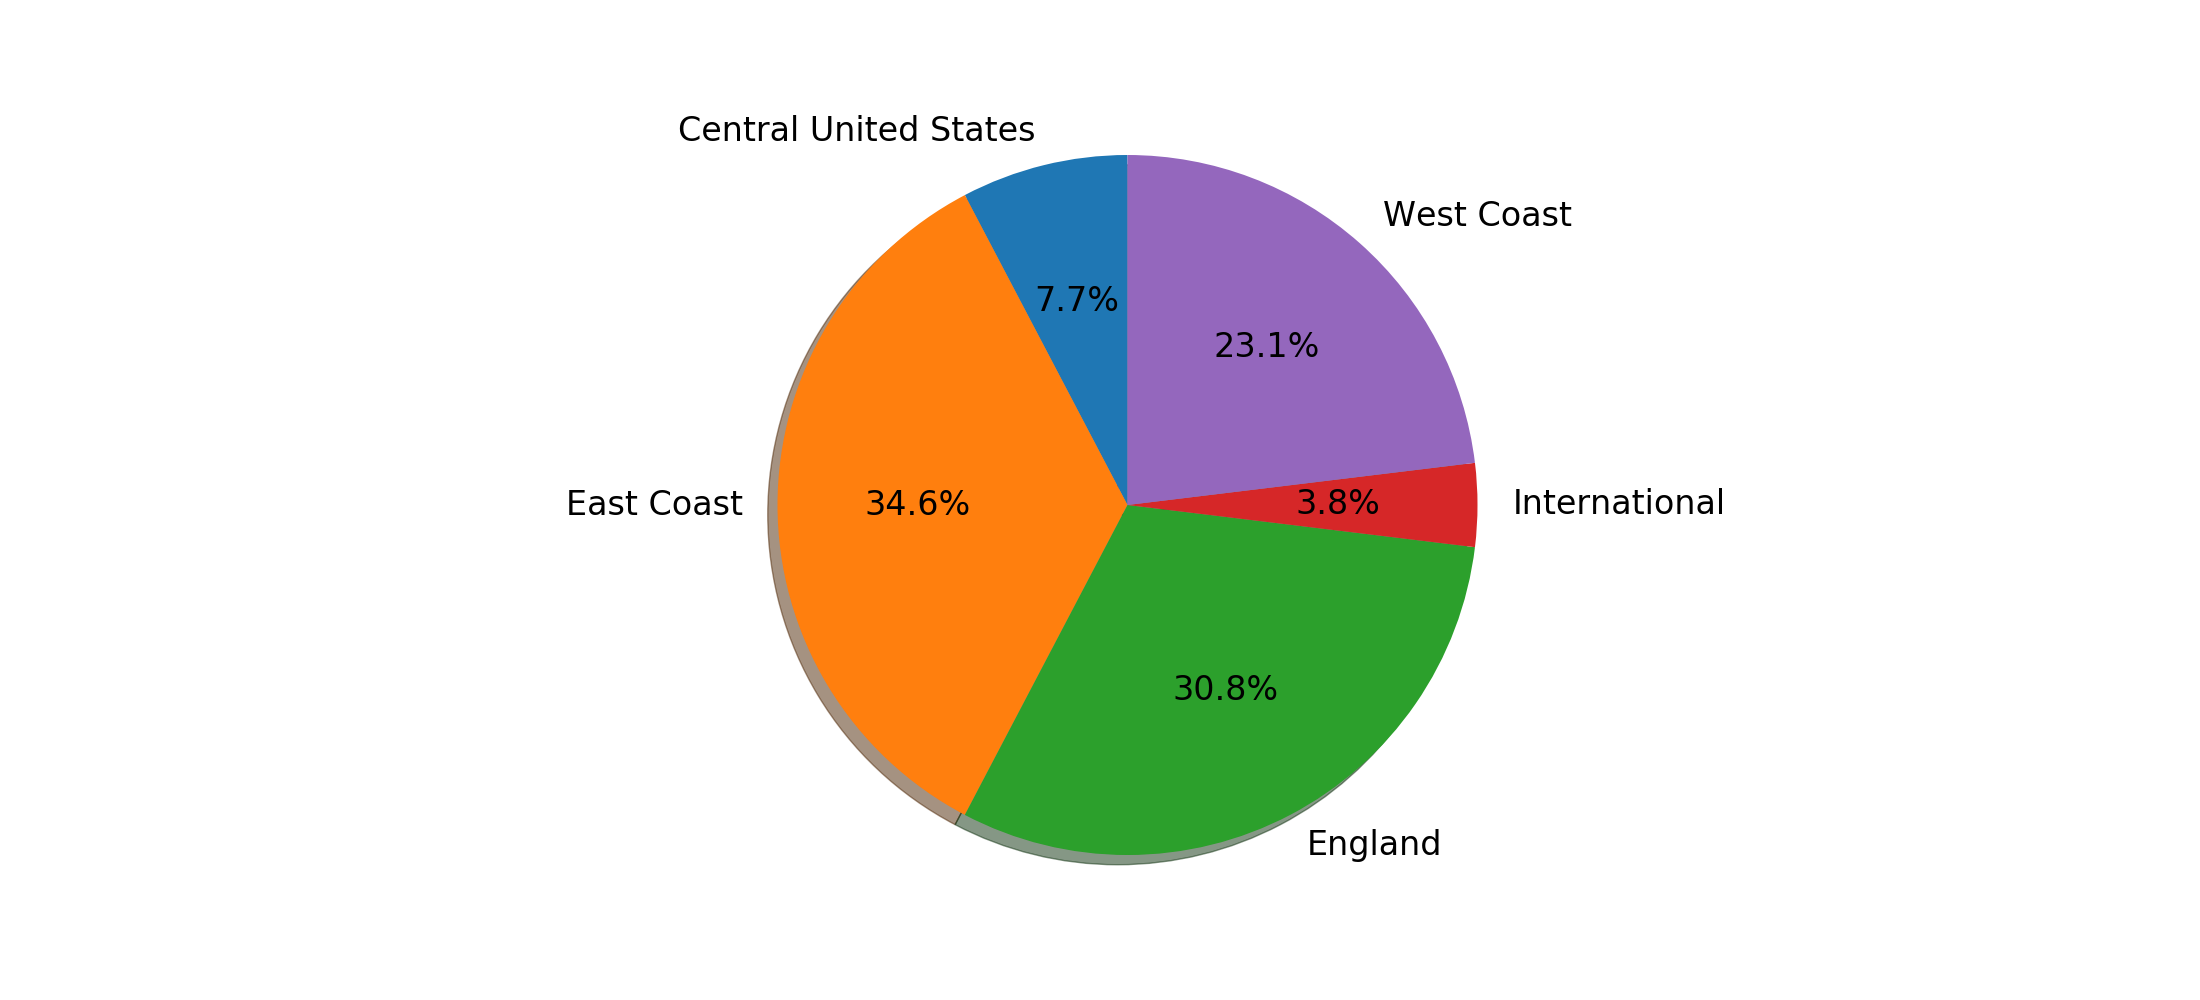 Central United States
West Coast
7.7%
23.1%
East Coast
34.6%
3.8%
International
30.8%
England